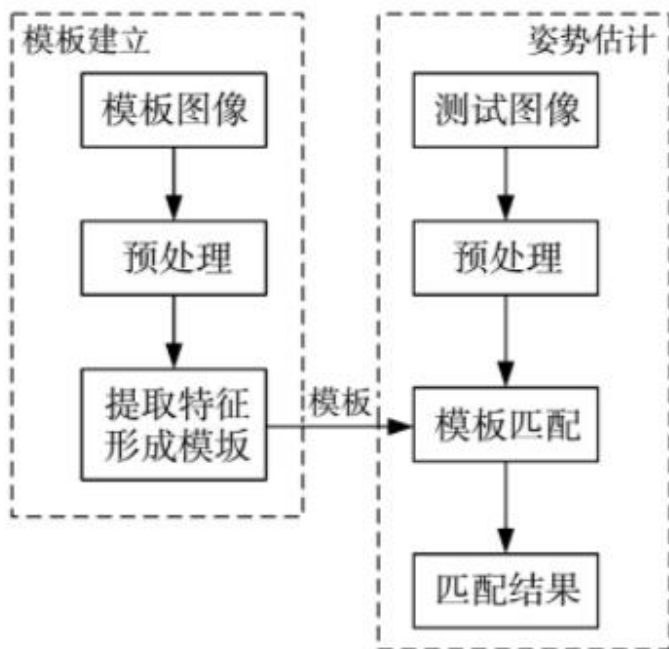 模板建立
模板图像
预处理
提取特征
形成模坂
模板
姿势估计
测试图像
预处理
模板匹配
匹配结果